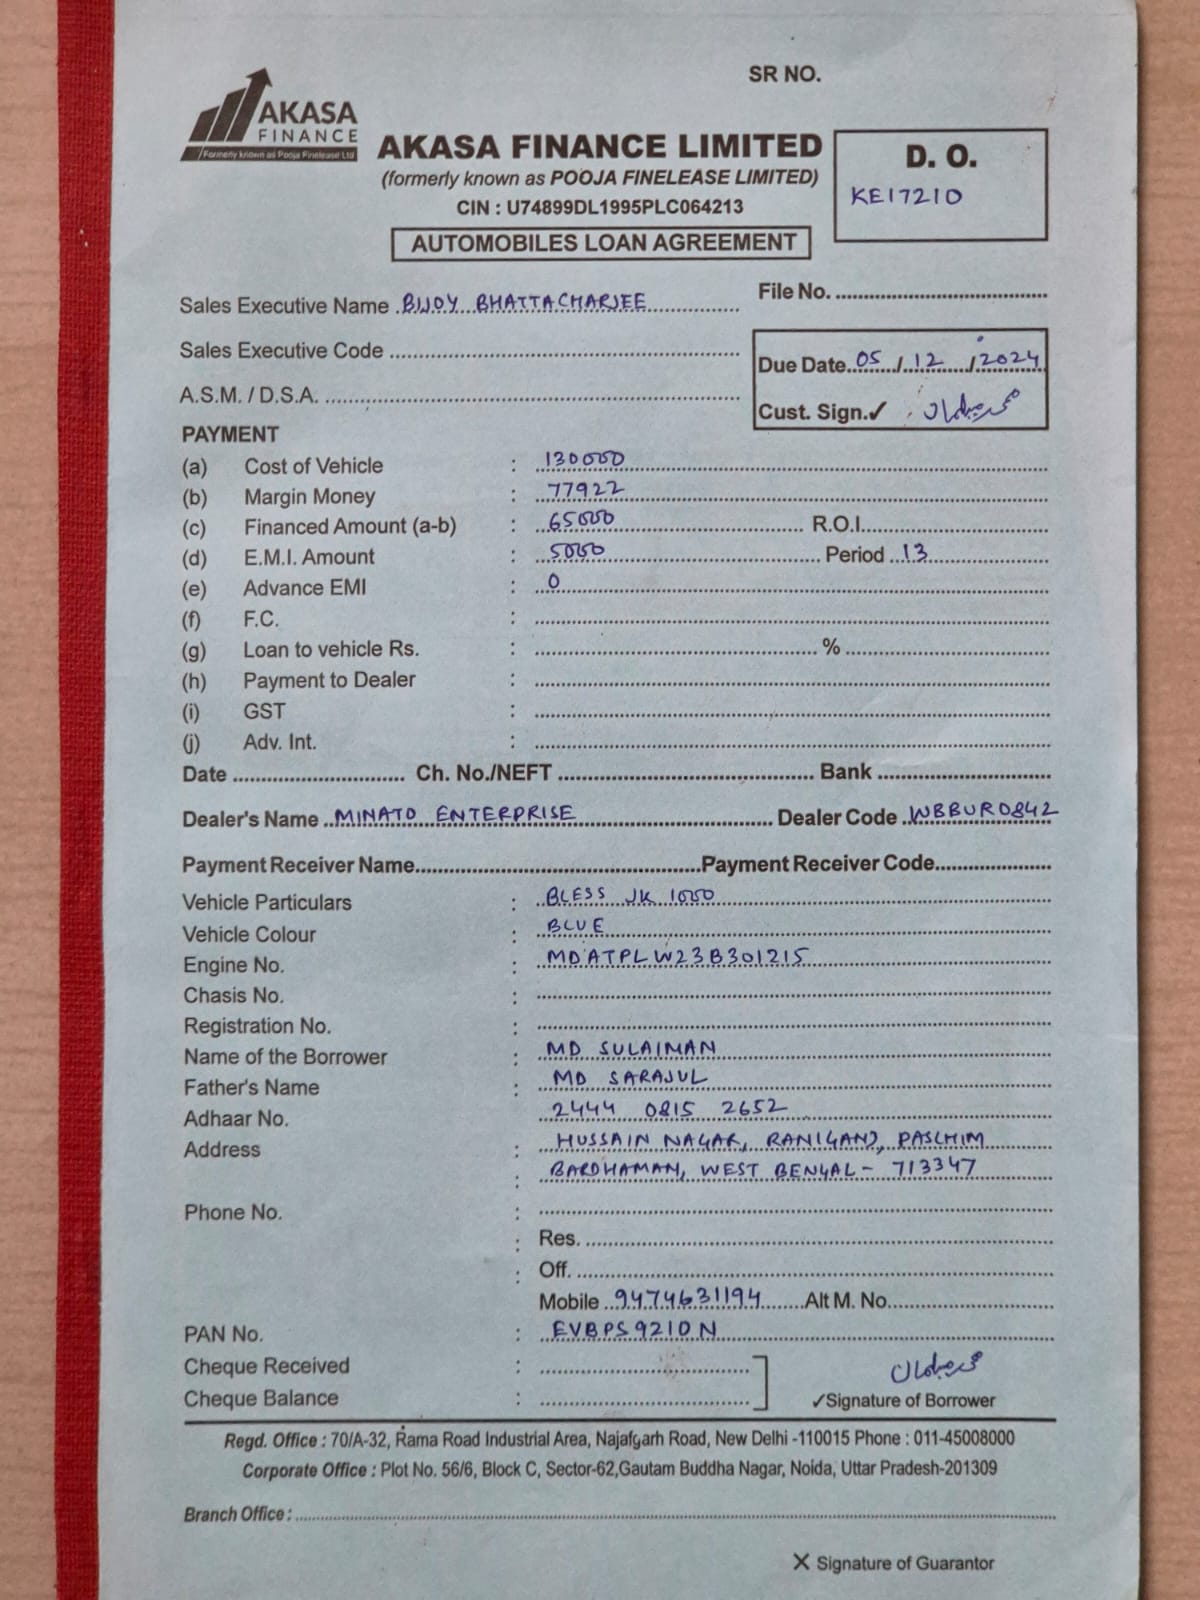 SR NO.
AKASA
FINANCE
Formerly known as Pooja Finelease Ltd
AKASA FINANCE LIMITED
(formerly known as POOJA FINELEASE LIMITED)
CIN : U74899DL1995PLC064213
AUTOMOBILES LOAN AGREEMENT
D. O.
KE17210
Sales Executive Name BIJOY BHATTACHARJEE
File No.
Sales Executive Code
Due Date 05/12/2024
A.S.M. / D.S.A.
Cust. Sign.✓ محمد سلیمان
PAYMENT
(a) Cost of Vehicle : 130000
(b) Margin Money : 77922
(c) Financed Amount (a-b) : 65000 R.O.I.
(d) E.M.I. Amount : 5000 Period 13
(e) Advance EMI : 0
(f) F.C. :
(g) Loan to vehicle Rs. : %
(h) Payment to Dealer :
(i) GST :
(j) Adv. Int. :
Date Ch. No./NEFT Bank
Dealer's Name MINATO ENTERPRISE Dealer Code WBBUR0842
Payment Receiver Name Payment Receiver Code
Vehicle Particulars : BLESS JK 1000
Vehicle Colour : BLUE
Engine No. : MDATPLW23B301215
Chasis No. :
Registration No. :
Name of the Borrower : MD SULAIMAN
Father's Name : MD SARAJUL
Adhaar No. 2444 0815 2652
Address : HUSSAIN NAGAR, RANIGANJ, PASCHIM
: BARDHAMAN, WEST BENGAL - 713347
Phone No. :
: Res.
: Off.
Mobile 9474631194 Alt M. No.
PAN No. : EVBPS9210N
Cheque Received :
محمد سلیمان
Cheque Balance :
✓Signature of Borrower
Regd. Office : 70/A-32, Rama Road Industrial Area, Najafgarh Road, New Delhi -110015 Phone : 011-45008000
Corporate Office : Plot No. 56/6, Block C, Sector-62,Gautam Buddha Nagar, Noida, Uttar Pradesh-201309
Branch Office :
X Signature of Guarantor